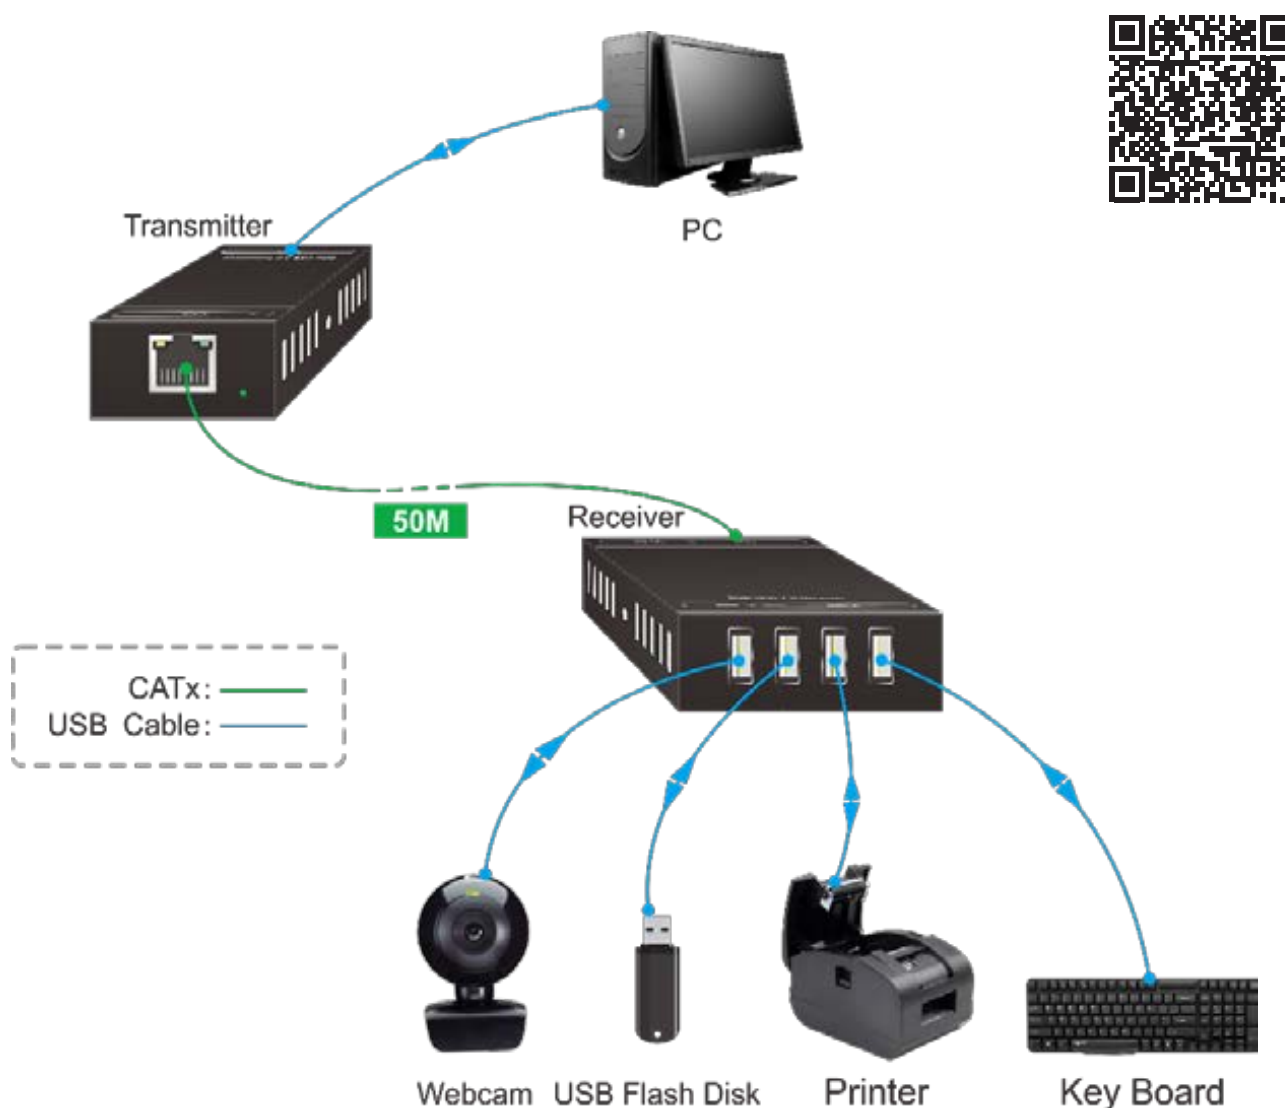 PC
Transmitter
50M
Receiver
CATx:
USB Cable:
Webcam
USB Flash Disk
Printer
Key Board